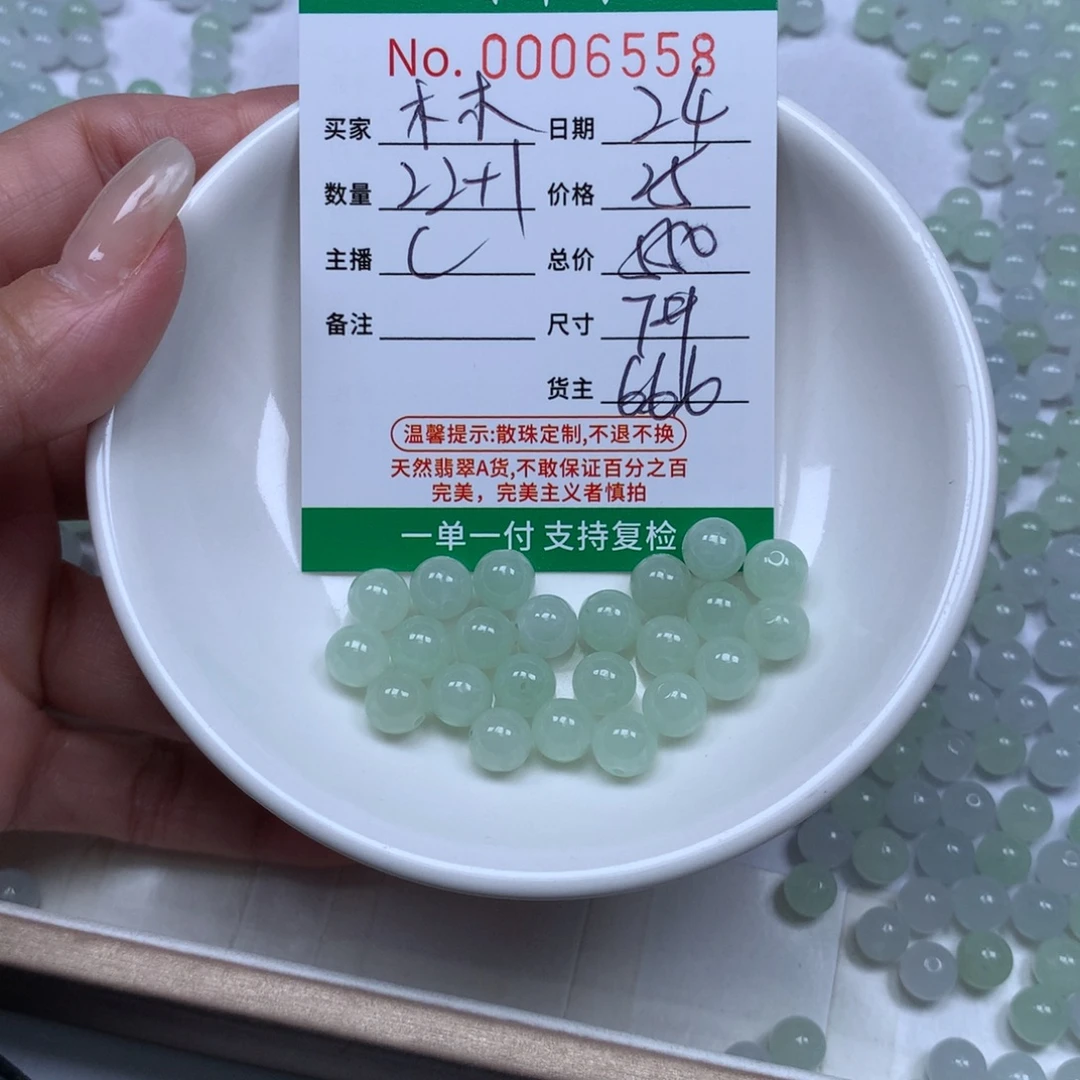 No. 0006558
买家 林 日期 24
数量 22+1 价格 25
主播 C 总价 550
备注 尺寸
货主 666
温馨提示:散珠定制,不退不换
天然翡翠A货,不敢保证百分之百
完美，完美主义者慎拍
一单一付 支持复检